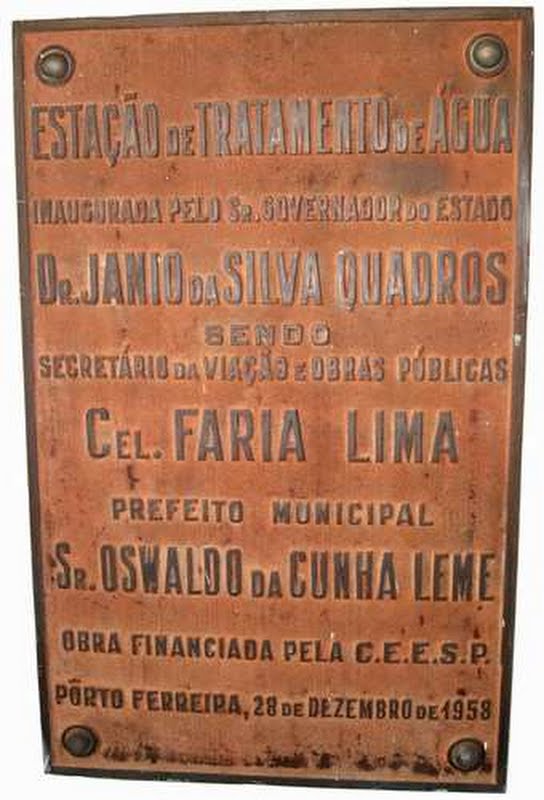 ESTAÇÃO DE TRATAMENTO DE ÁGUA
INAUGURADA PELO SR. GOVERNADOR DO ESTADO
DR. JANIO DA SILVA QUADROS
SENDO
SECRETÁRIO DA VIAÇÃO E OBRAS PÚBLICAS
CEL. FARIA LIMA
PREFEITO MUNICIPAL
SR. OSWALDO DA CUNHA LEME
OBRA FINANCIADA PELA C.E.E.S.P.
PÔRTO FERREIRA, 28 DE DEZEMBRO DE 1958